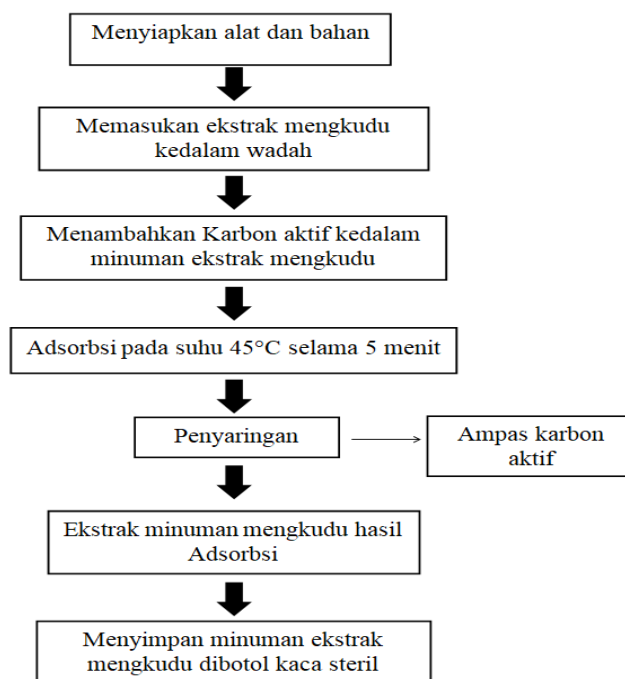 Menyiapkan alat dan bahan
Memasukan ekstrak mengkudu
kedalam wadah
Menambahkan Karbon aktif kedalam
minuman ekstrak mengkudu
Adsorbsi pada suhu 45°C selama 5 menit
Penyaringan
Ampas karbon
aktif
Ekstrak minuman mengkudu hasil
Adsorbsi
Menyimpan minuman ekstrak
mengkudu dibotol kaca steril